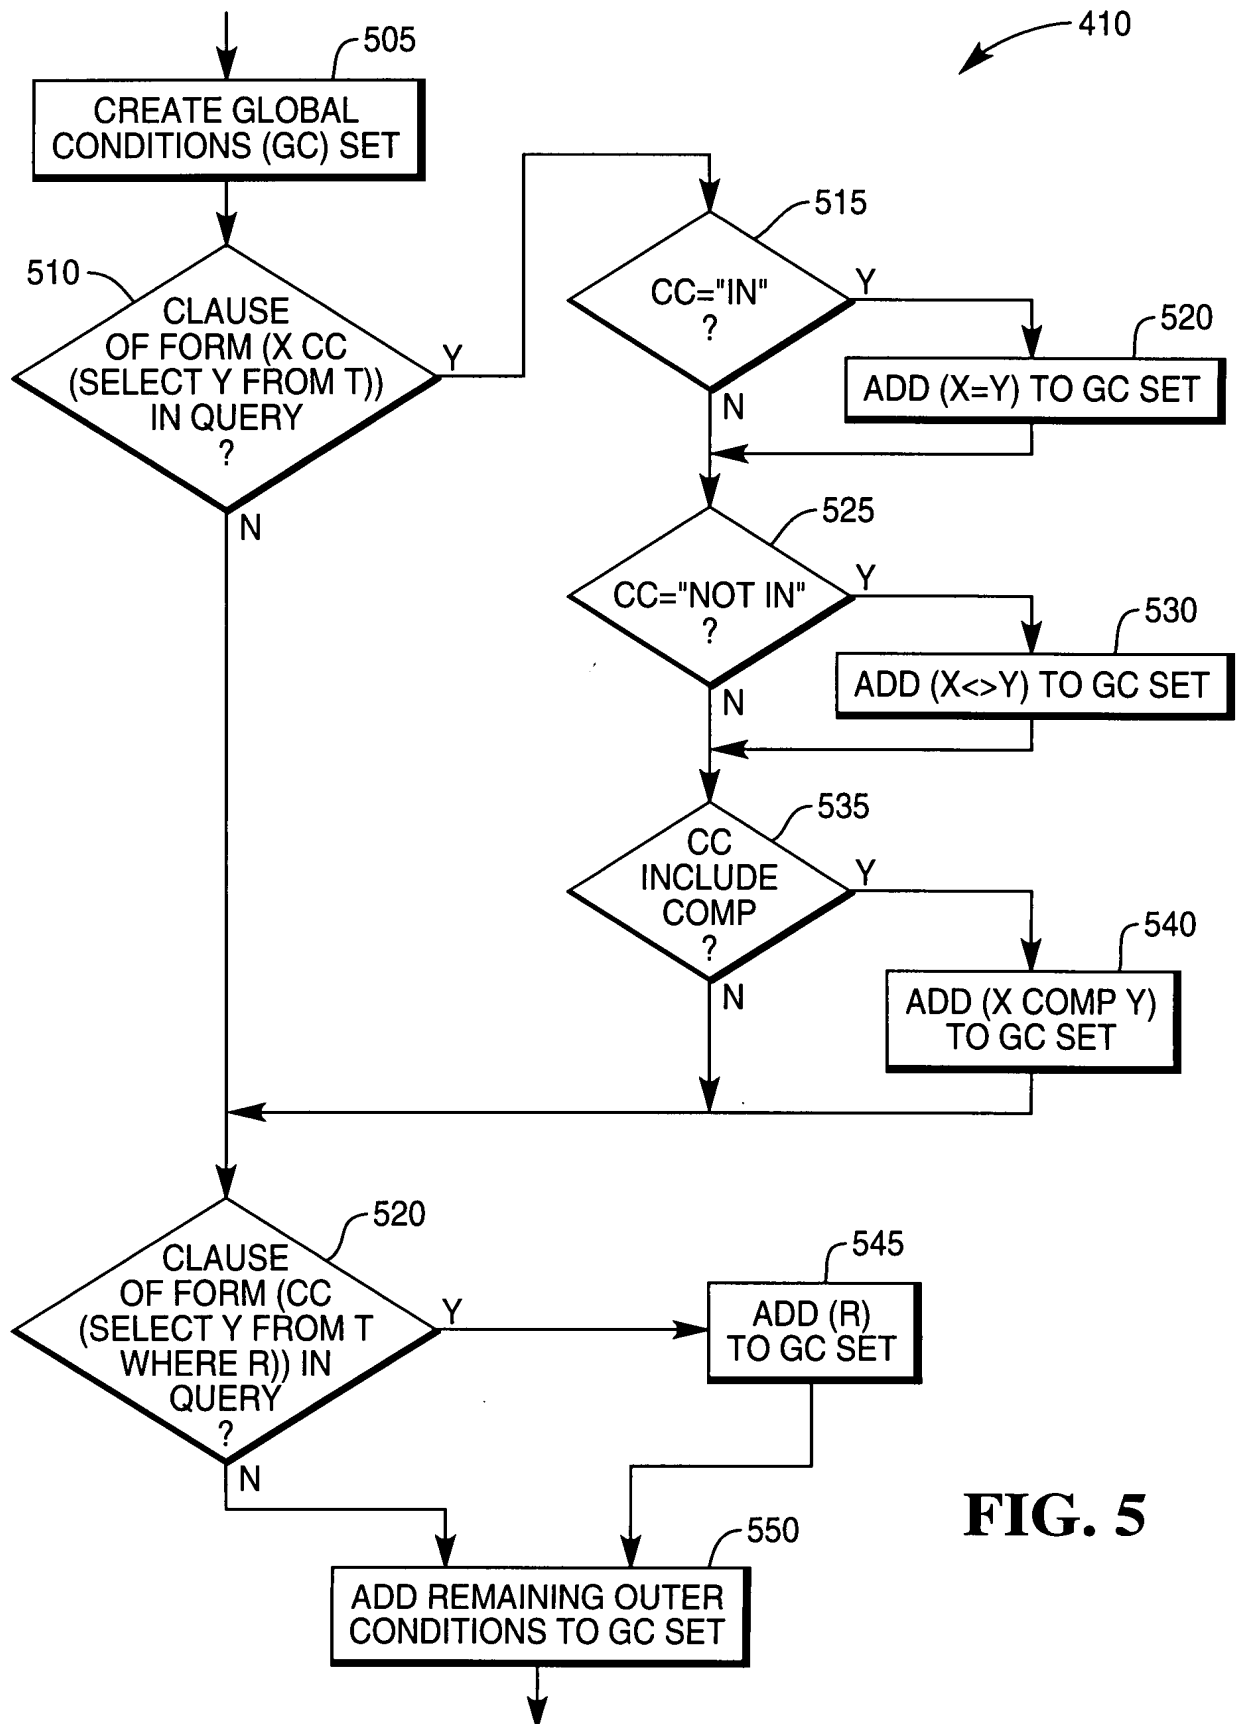 410
505
CREATE GLOBAL
CONDITIONS (GC) SET
510
CLAUSE
OF FORM (X CC
(SELECT Y FROM T))
IN QUERY
?
Y
N
515
CC="IN"
?
Y
N
520
ADD (X=Y) TO GC SET
525
CC="NOT IN"
?
Y
N
530
ADD (X<>Y) TO GC SET
535
CC
INCLUDE
COMP
?
Y
N
540
ADD (X COMP Y)
TO GC SET
520
CLAUSE
OF FORM (CC
(SELECT Y FROM T
WHERE R)) IN
QUERY
?
Y
N
545
ADD (R)
TO GC SET
550
ADD REMAINING OUTER
CONDITIONS TO GC SET
FIG. 5